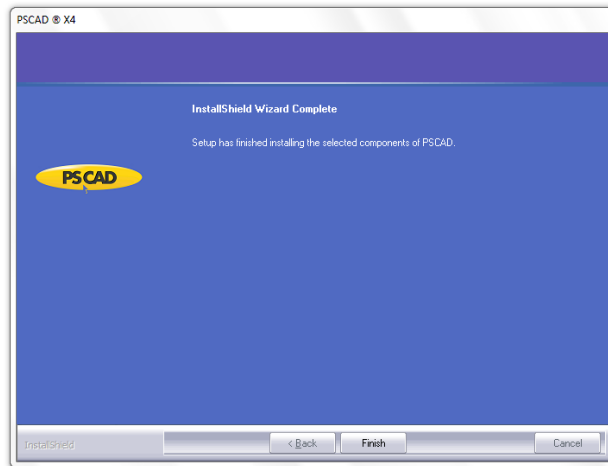 PSCAD ® X4
InstallShield Wizard Complete
Setup has finished installing the selected components of PSCAD.
PSCAD
InstallShield
< Back
Finish
Cancel